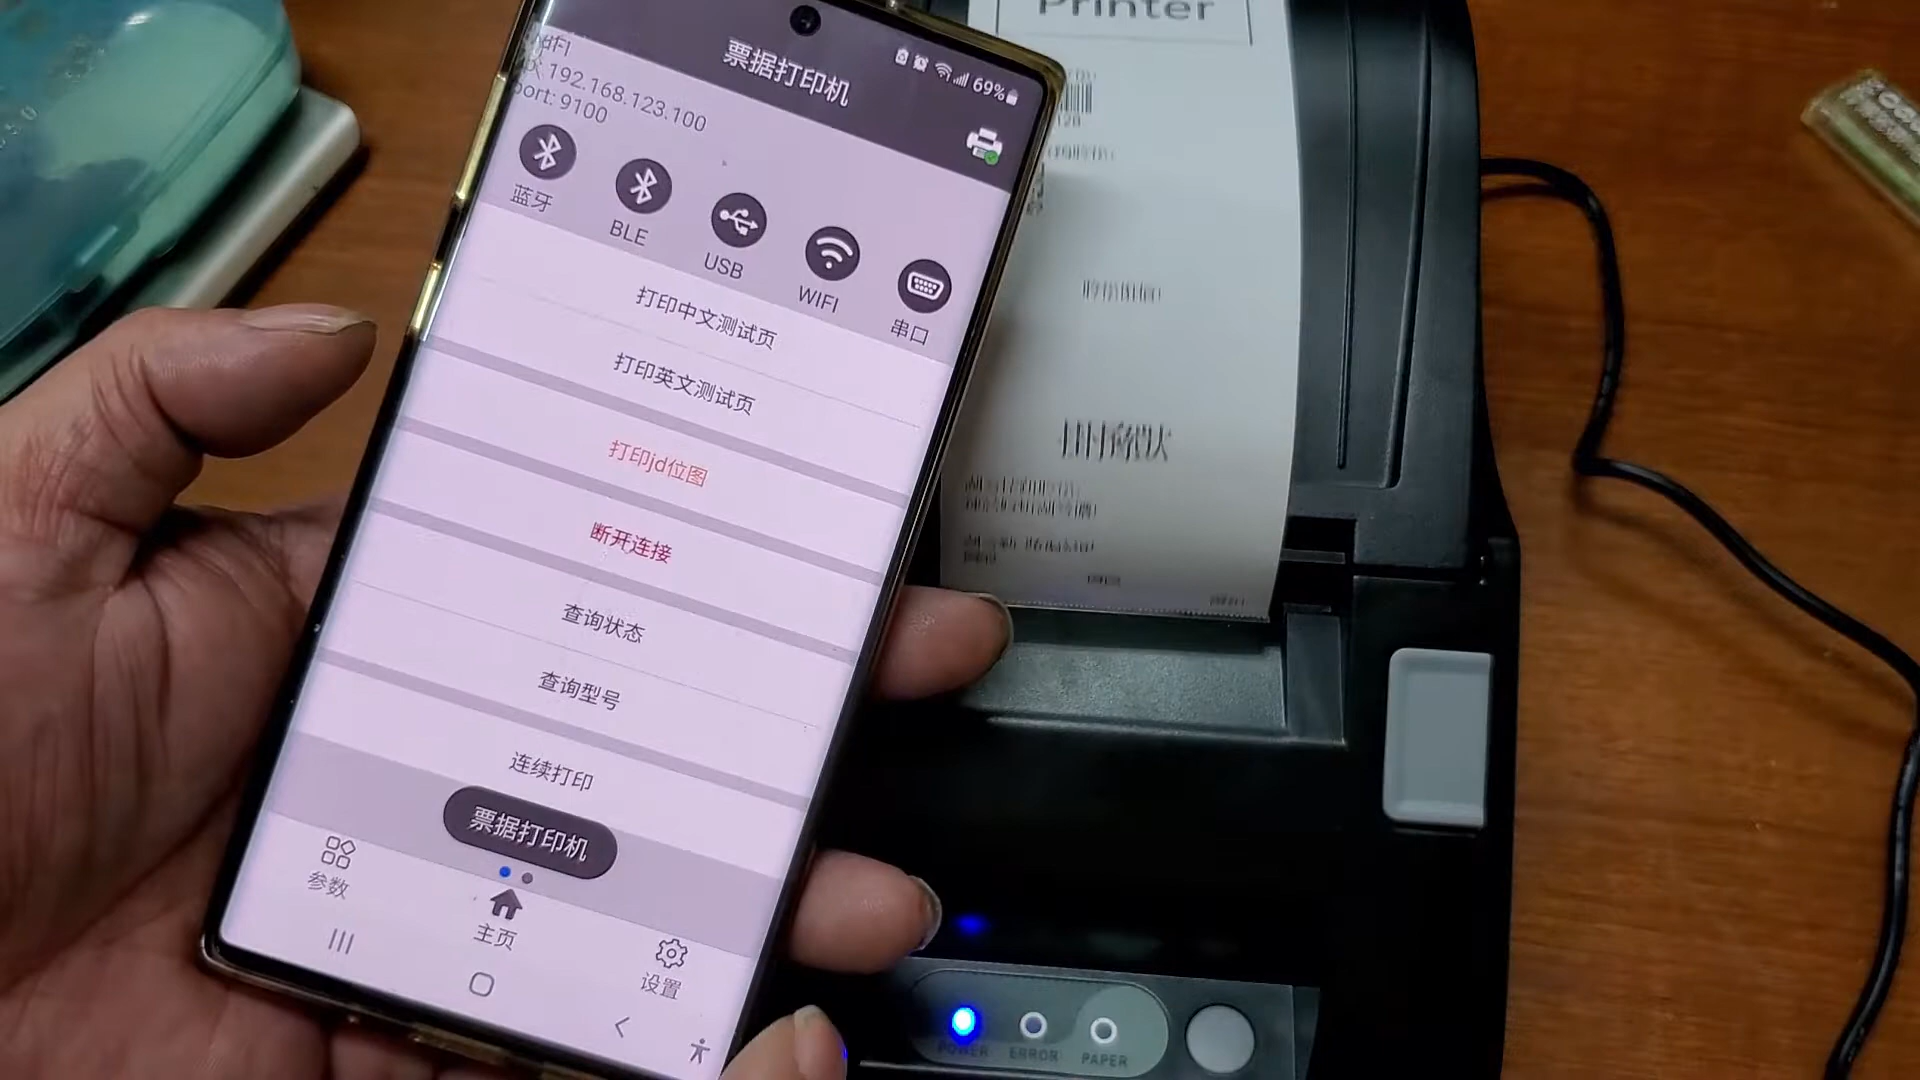 票据打印机
69%
192.168.123.100
port: 9100
蓝牙
BLE
USB
WIFI
串口
打印中文测试页
打印英文测试页
打印jd位图
断开连接
查询状态
查询型号
连续打印
票据打印机
参数
主页
设置
Printer
POWER
ERROR
PAPER